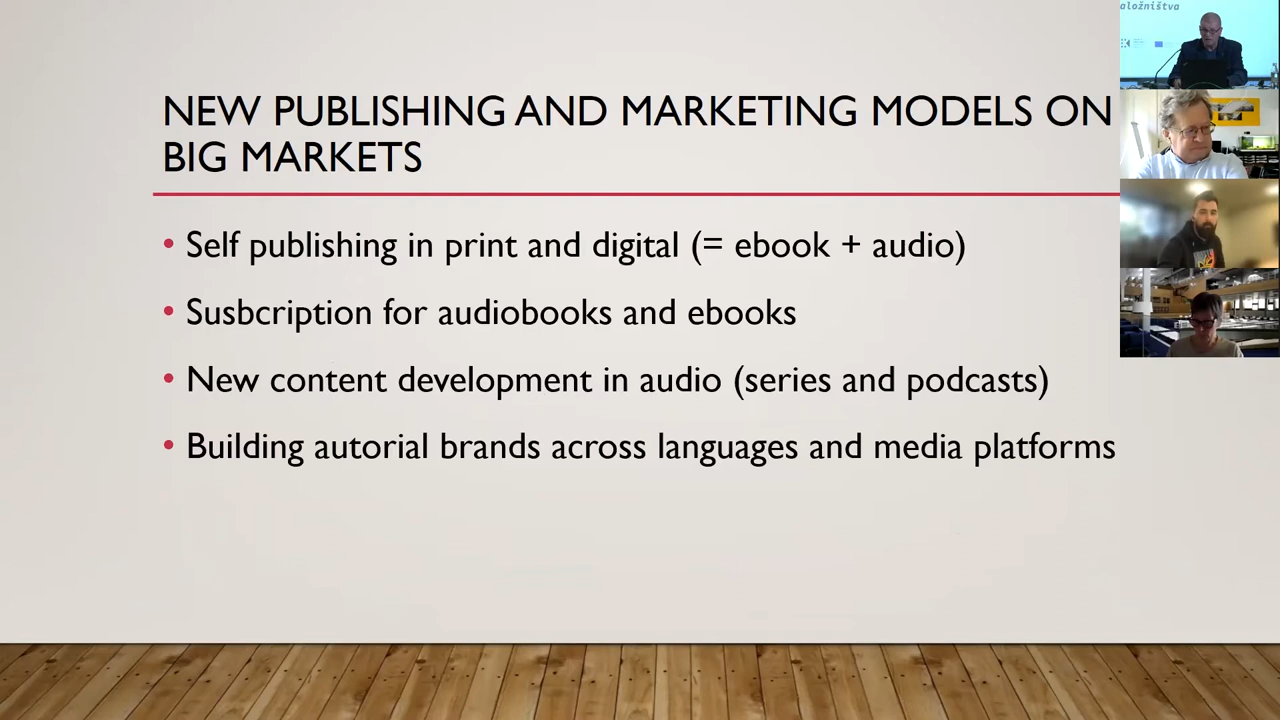 NEW PUBLISHING AND MARKETING MODELS ON
BIG MARKETS
• Self publishing in print and digital (= ebook + audio)
• Susbcription for audiobooks and ebooks
• New content development in audio (series and podcasts)
• Building autorial brands across languages and media platforms
aložništva